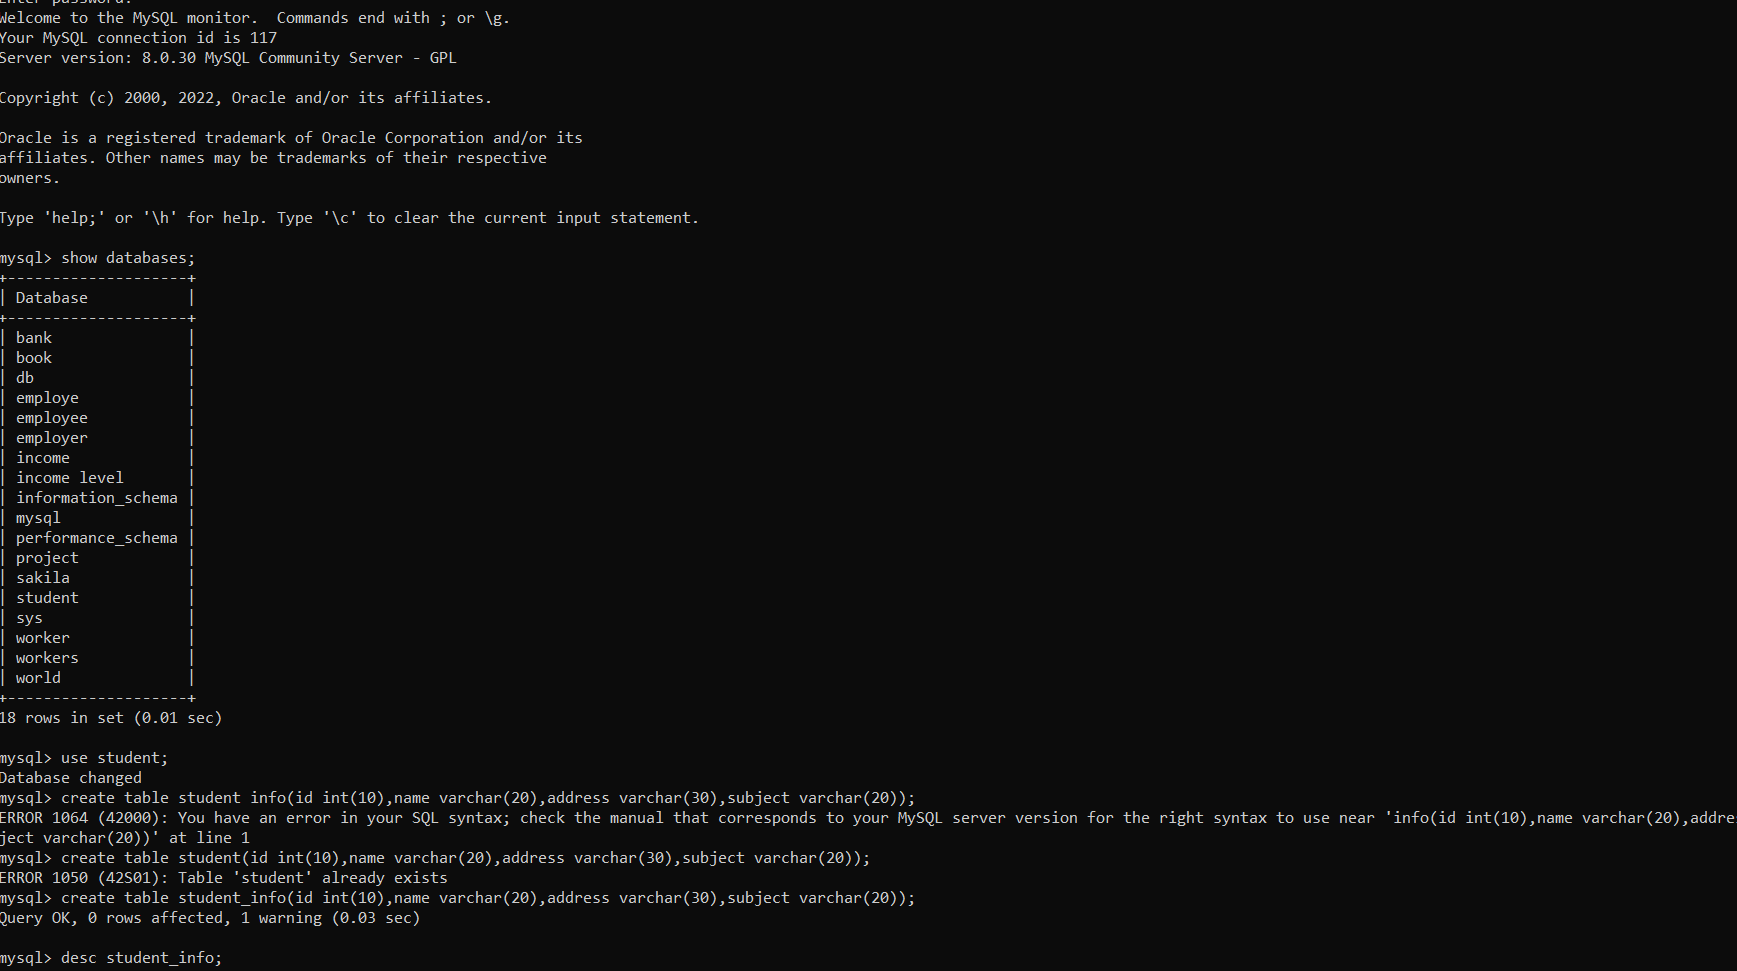 Enter password:
Welcome to the MySQL monitor.  Commands end with ; or \g.
Your MySQL connection id is 117
Server version: 8.0.30 MySQL Community Server - GPL
Copyright (c) 2000, 2022, Oracle and/or its affiliates.
Oracle is a registered trademark of Oracle Corporation and/or its
affiliates. Other names may be trademarks of their respective
owners.
Type 'help;' or '\h' for help. Type '\c' to clear the current input statement.
mysql> show databases;
+--------------------+
| Database           |
+--------------------+
| bank               |
| book               |
| db                 |
| employe            |
| employee           |
| employer           |
| income             |
| income level       |
| information_schema |
| mysql              |
| performance_schema |
| project            |
| sakila             |
| student            |
| sys                |
| worker             |
| workers            |
| world              |
+--------------------+
18 rows in set (0.01 sec)
mysql> use student;
Database changed
mysql> create table student info(id int(10),name varchar(20),address varchar(30),subject varchar(20));
ERROR 1064 (42000): You have an error in your SQL syntax; check the manual that corresponds to your MySQL server version for the right syntax to use near 'info(id int(10),name varchar(20),addre
ject varchar(20))' at line 1
mysql> create table student(id int(10),name varchar(20),address varchar(30),subject varchar(20));
ERROR 1050 (42S01): Table 'student' already exists
mysql> create table student_info(id int(10),name varchar(20),address varchar(30),subject varchar(20));
Query OK, 0 rows affected, 1 warning (0.03 sec)
mysql> desc student_info;